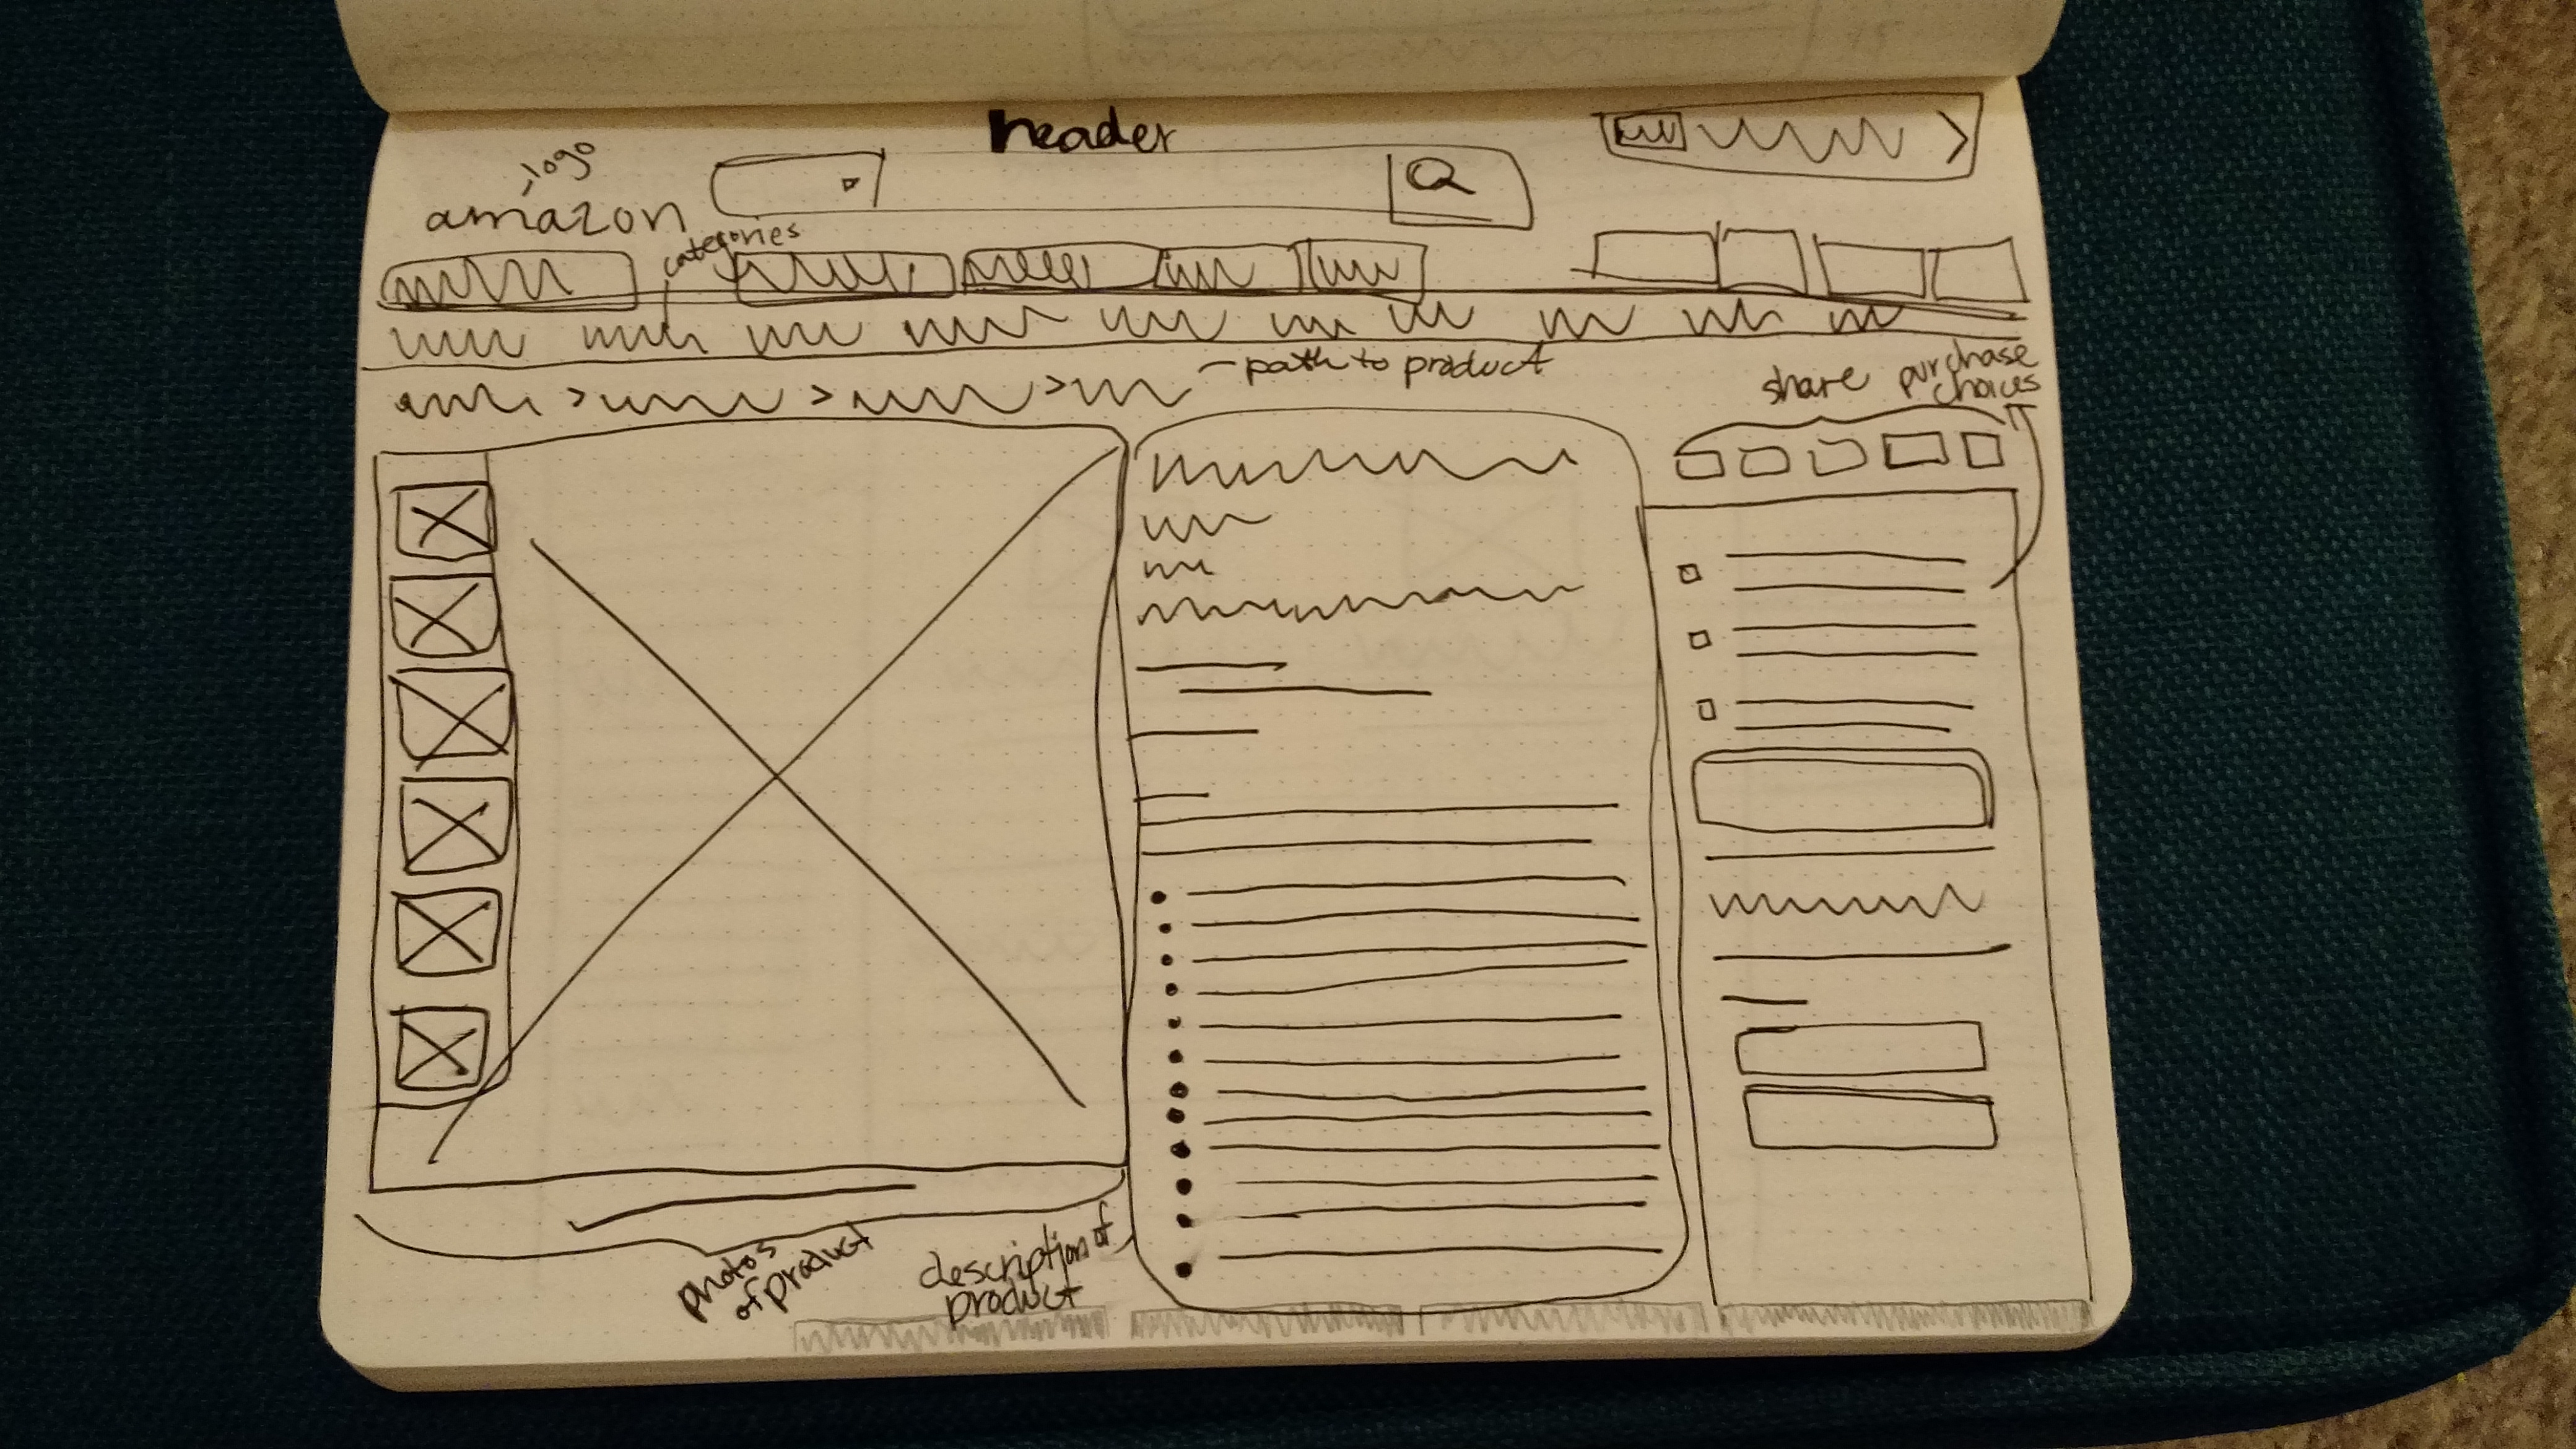 header
-logo
amazon
categories
- path to product
share
purchase
choices
photos
of product
description of
product